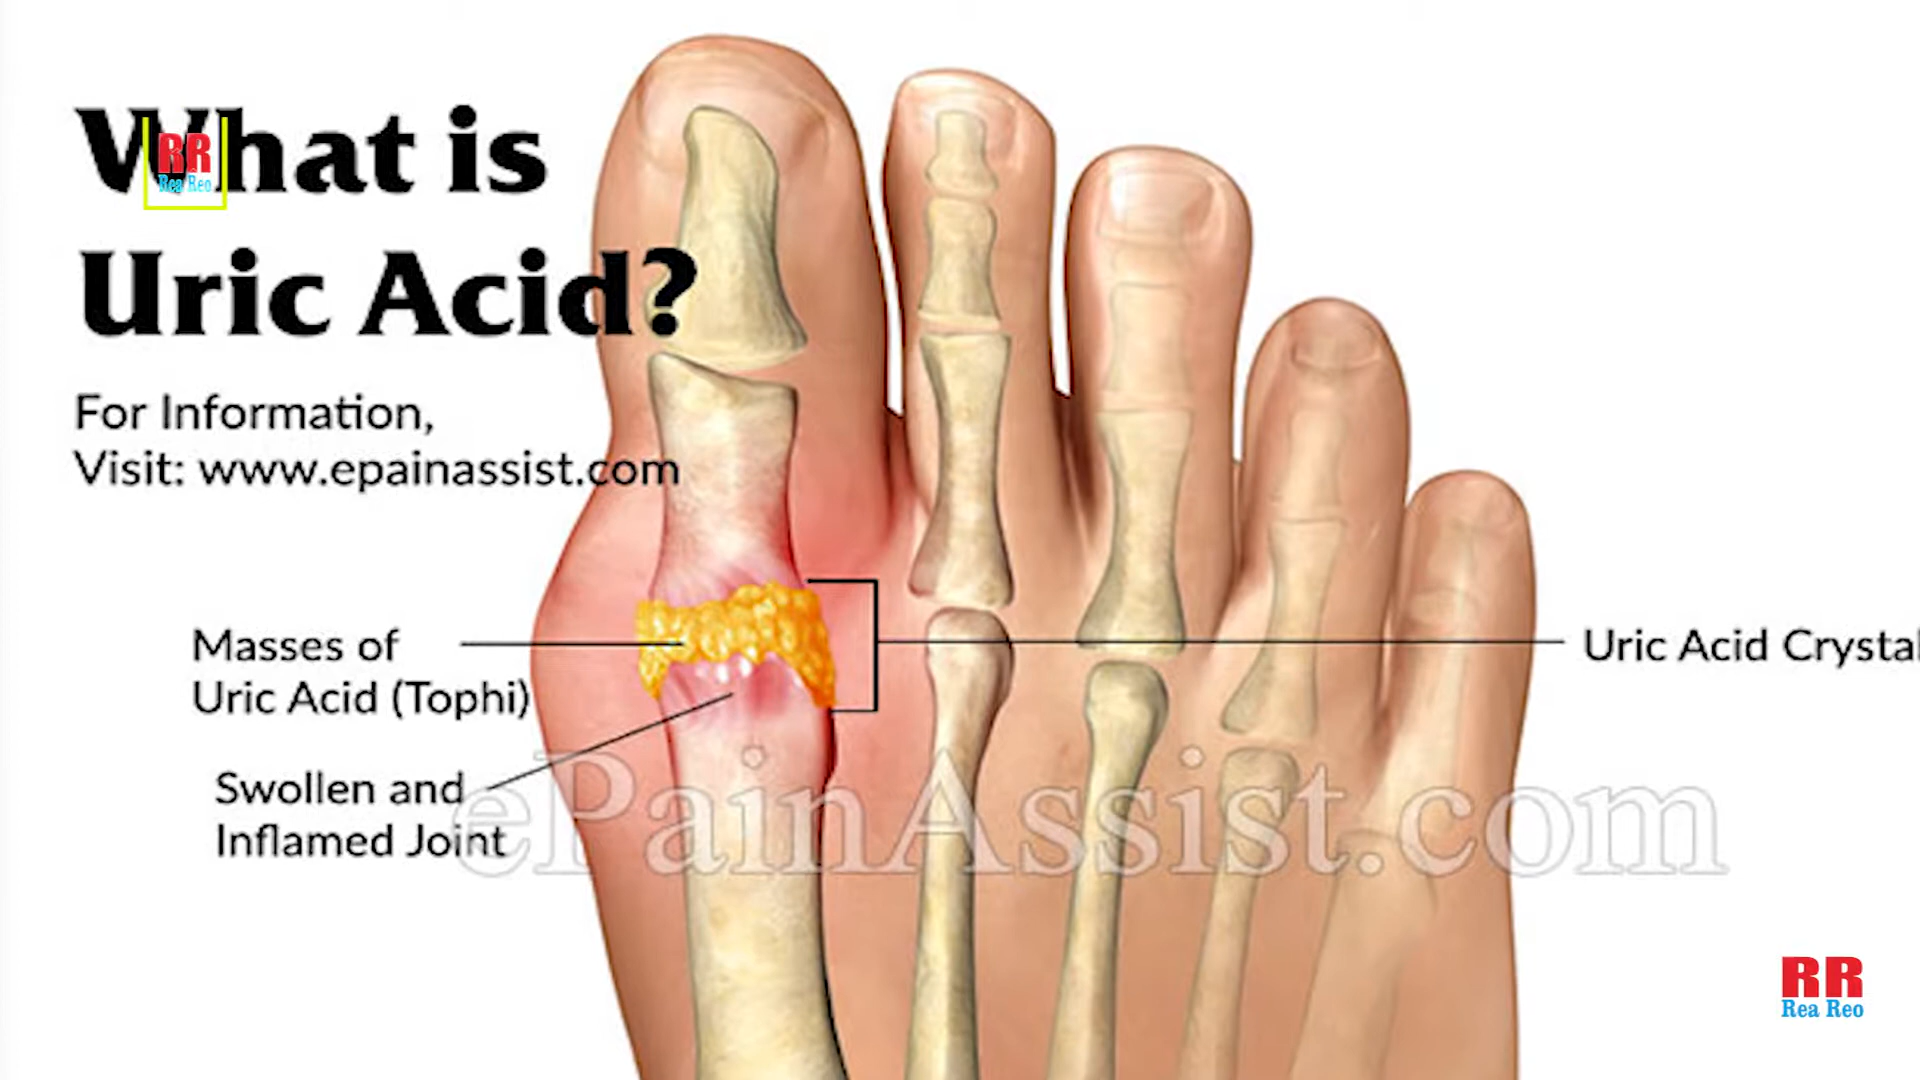 What is
RR
Rea Reo
Uric Acid?
For Information,
Visit: www.epainassist.com
Masses of
Uric Acid (Tophi)
Uric Acid Crystal
Swollen and
Inflamed Joint
ePainAssist.com
RR
Rea Reo